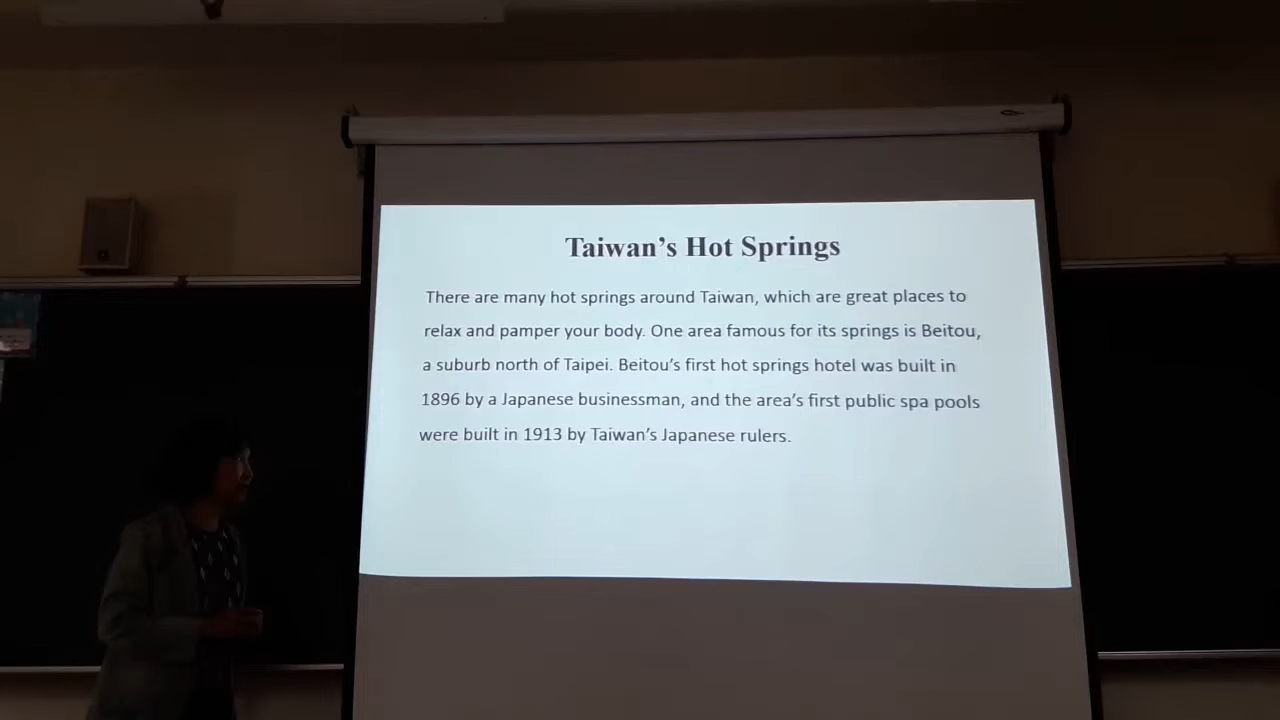 Taiwan’s Hot Springs
There are many hot springs around Taiwan, which are great places to
relax and pamper your body. One area famous for its springs is Beitou,
a suburb north of Taipei. Beitou’s first hot springs hotel was built in
1896 by a Japanese businessman, and the area’s first public spa pools
were built in 1913 by Taiwan’s Japanese rulers.